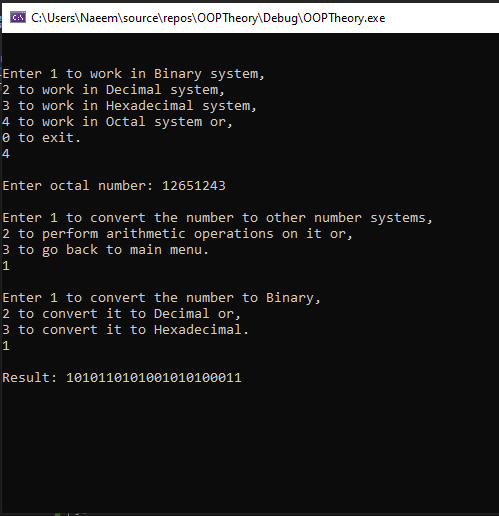 C:\Users\Naeem\source\repos\OOPTheory\Debug\OOPTheory.exe
Enter 1 to work in Binary system,
2 to work in Decimal system,
3 to work in Hexadecimal system,
4 to work in Octal system or,
0 to exit.
4
Enter octal number: 12651243
Enter 1 to convert the number to other number systems,
2 to perform arithmetic operations on it or,
3 to go back to main menu.
1
Enter 1 to convert the number to Binary,
2 to convert it to Decimal or,
3 to convert it to Hexadecimal.
1
Result: 1010110101001010100011